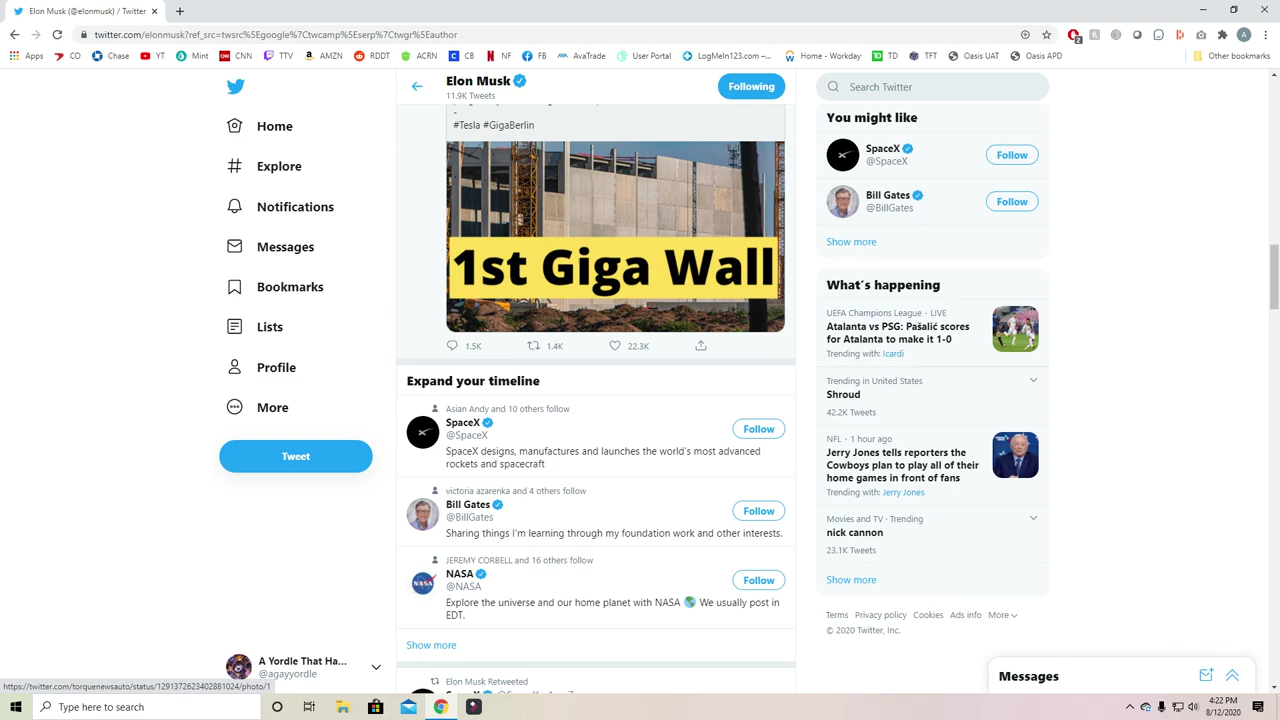 Elon Musk (@elonmusk) / Twitter
twitter.com/elonmusk?ref_src=twsrc%5Egoogle%7Ctwcamp%5Eserp%7Ctwgr%5Eauthor
Apps
CO
Chase
YT
Mint
CNN
TTV
AMZN
RDDT
ACRN
CB
NF
FB
AvaTrade
User Portal
LogMeIn123.com –...
Home - Workday
TD
TFT
Oasis UAT
Oasis APD
Other bookmarks
Home
Explore
Notifications
Messages
Bookmarks
Lists
Profile
More
Tweet
A Yordle That Ha...
@agayyordle
Elon Musk
11.9K Tweets
Following
-
#Tesla #GigaBerlin
1st Giga Wall
1.5K 1.4K 22.3K
Expand your timeline
Asian Andy and 10 others follow
SpaceX
@SpaceX
Follow
SpaceX designs, manufactures and launches the world's most advanced
rockets and spacecraft
victoria azarenka and 4 others follow
Bill Gates
@BillGates
Follow
Sharing things I'm learning through my foundation work and other interests.
JEREMY CORBELL and 16 others follow
NASA
@NASA
Follow
Explore the universe and our home planet with NASA 🌎 We usually post in
EDT.
Show more
Elon Musk Retweeted
Search Twitter
You might like
SpaceX
@SpaceX
Follow
Bill Gates
@BillGates
Follow
Show more
What's happening
UEFA Champions League · LIVE
Atalanta vs PSG: Pašalić scores
for Atalanta to make it 1-0
Trending with: Icardi
Trending in United States
Shroud
42.2K Tweets
NFL · 1 hour ago
Jerry Jones tells reporters the
Cowboys plan to play all of their
home games in front of fans
Trending with: Jerry Jones
Movies and TV · Trending
nick cannon
23.1K Tweets
Show more
Terms Privacy policy Cookies Ads info More
© 2020 Twitter, Inc.
Messages
https://twitter.com/torquenewsauto/status/1291372623402881024/photo/1
Type here to search
4:22 PM
8/12/2020